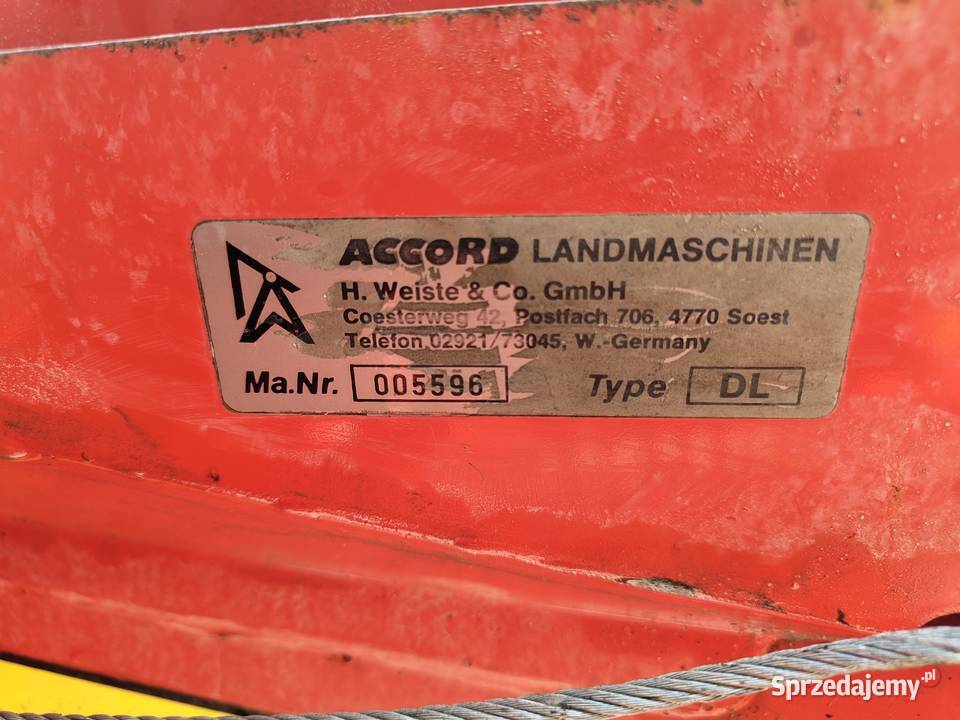 ACCORD LANDMASCHINEN
H. Weiste & Co. GmbH
Coesterweg 42, Postfach 706, 4770 Soest
Telefon 02921/73045, W.-Germany
Ma.Nr. 005596 Type DL
Sprzedajemy.pl